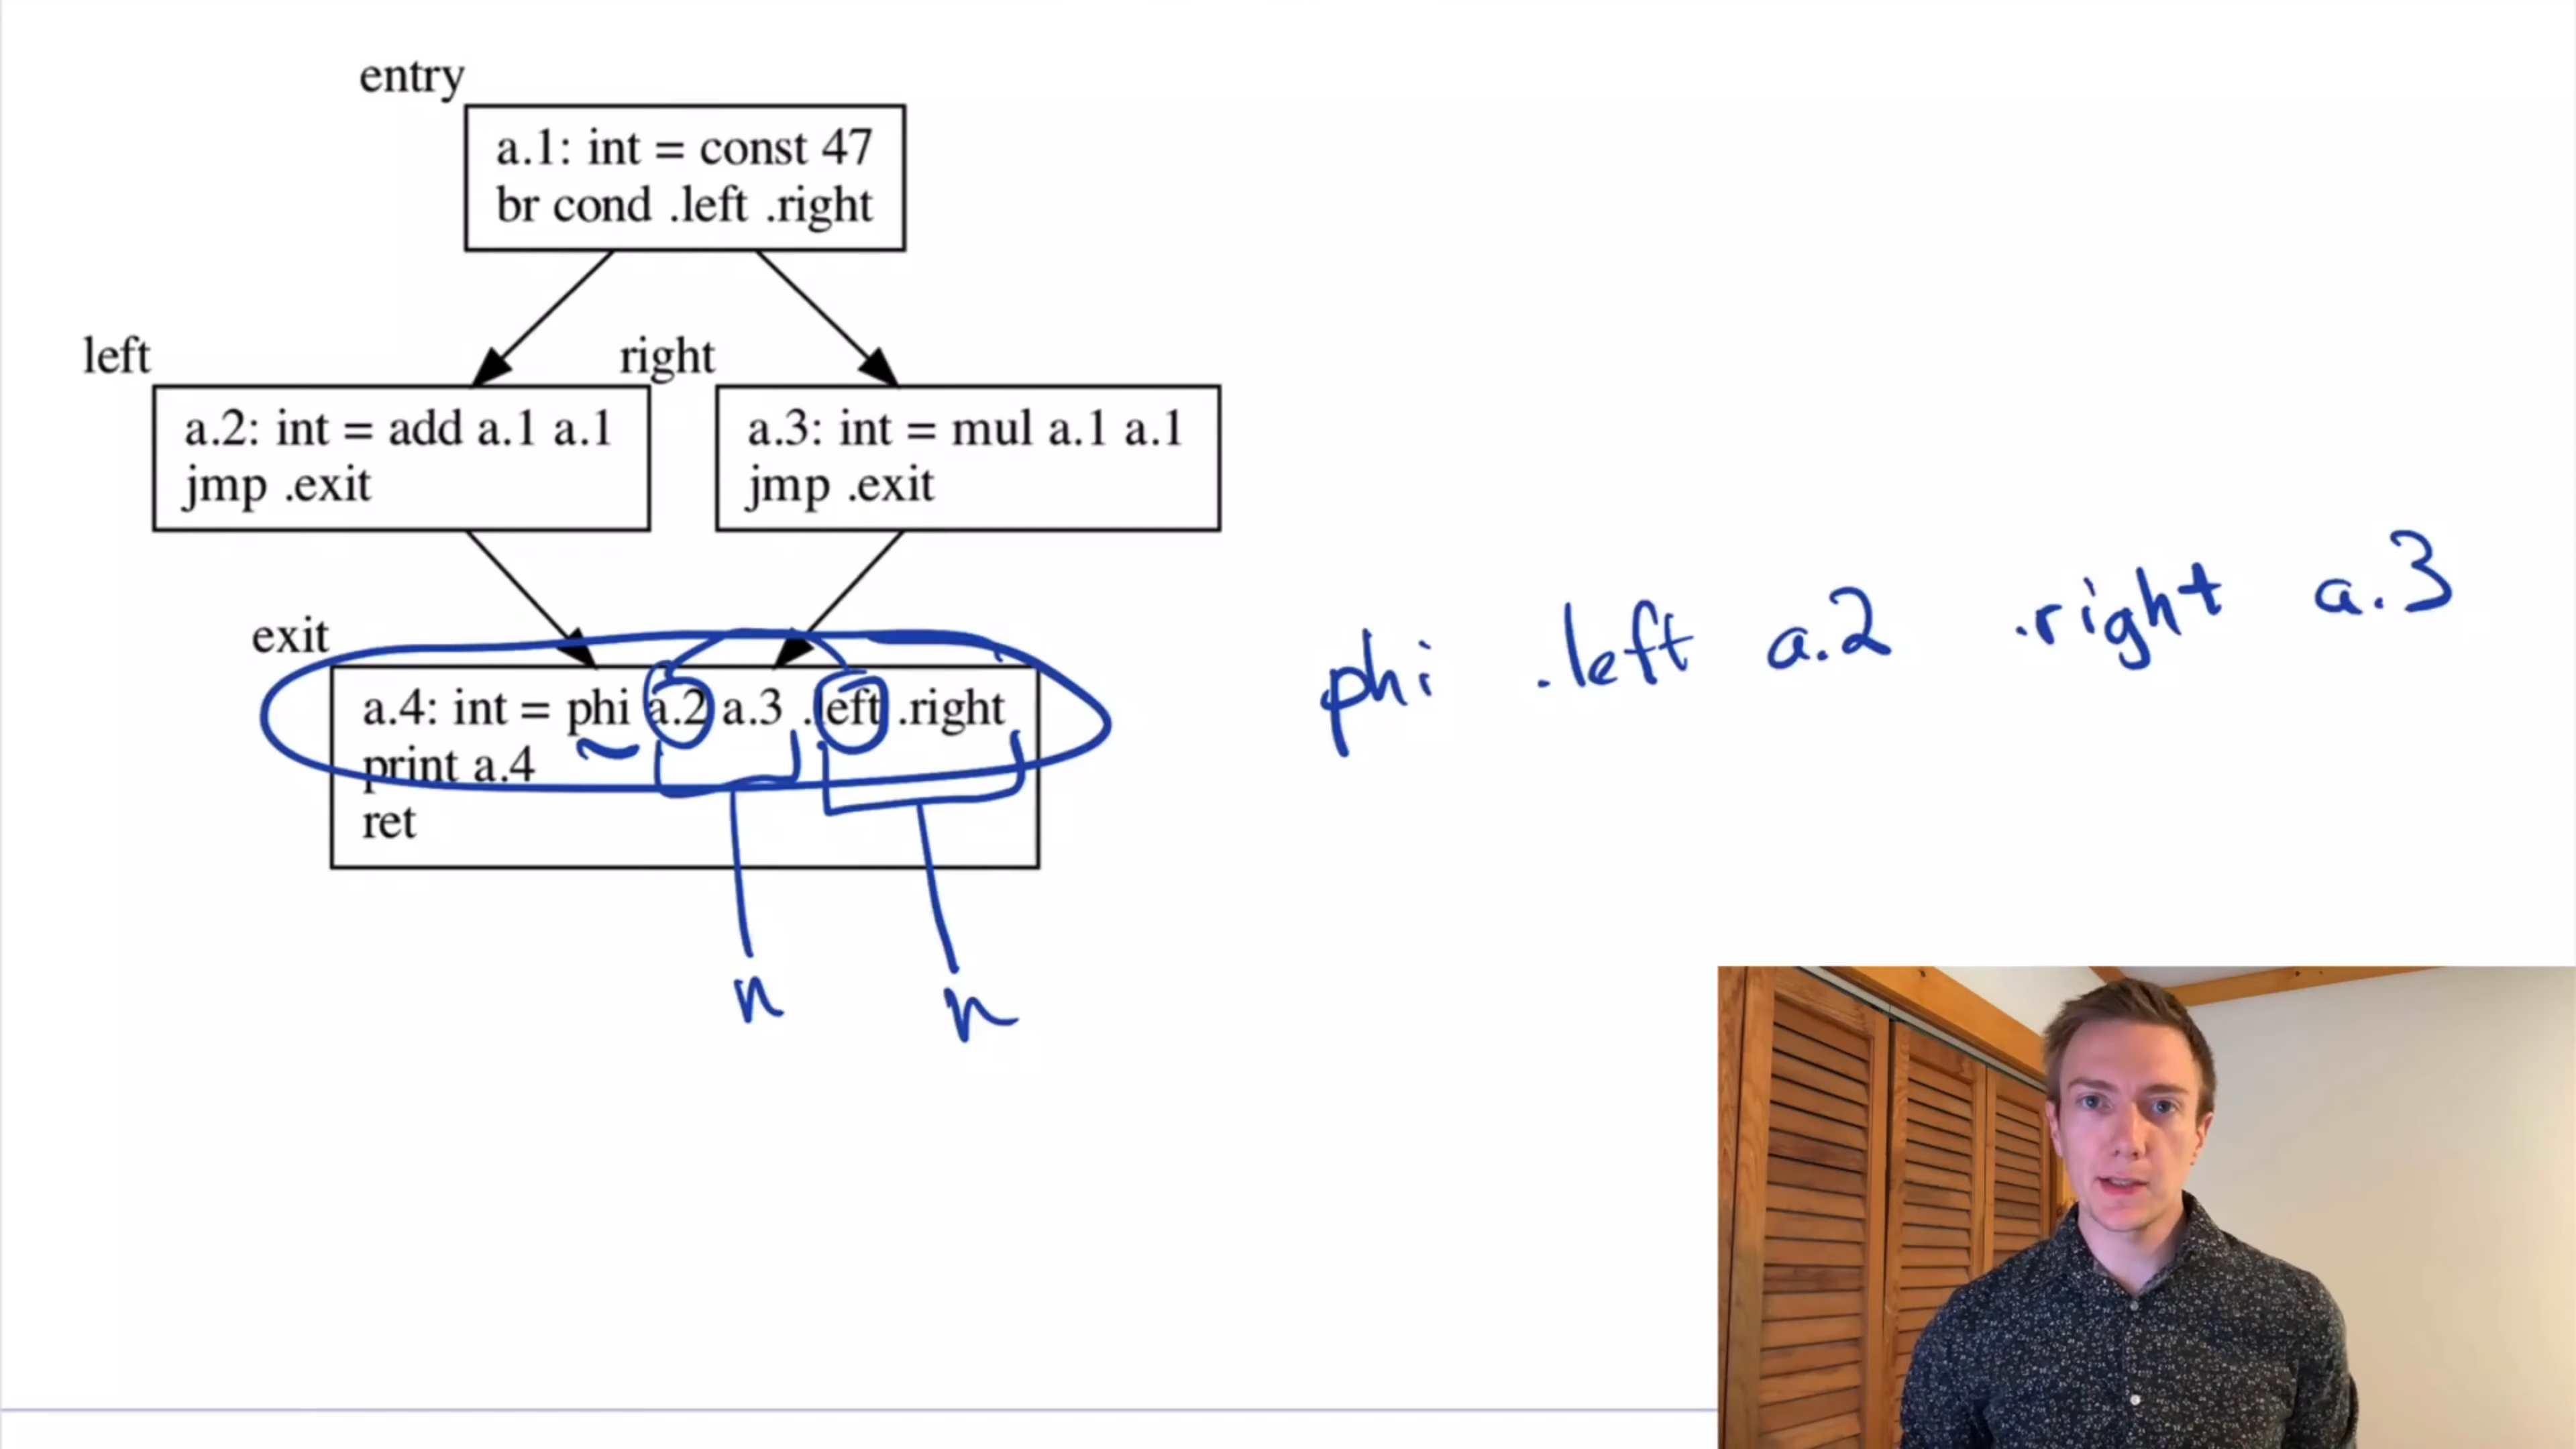 entry
a.1: int = const 47
br cond .left .right
left
a.2: int = add a.1 a.1
jmp .exit
right
a.3: int = mul a.1 a.1
jmp .exit
exit
a.4: int = phi a.2 a.3 .left .right
print a.4
ret
n
n
phi .left a.2 .right a.3